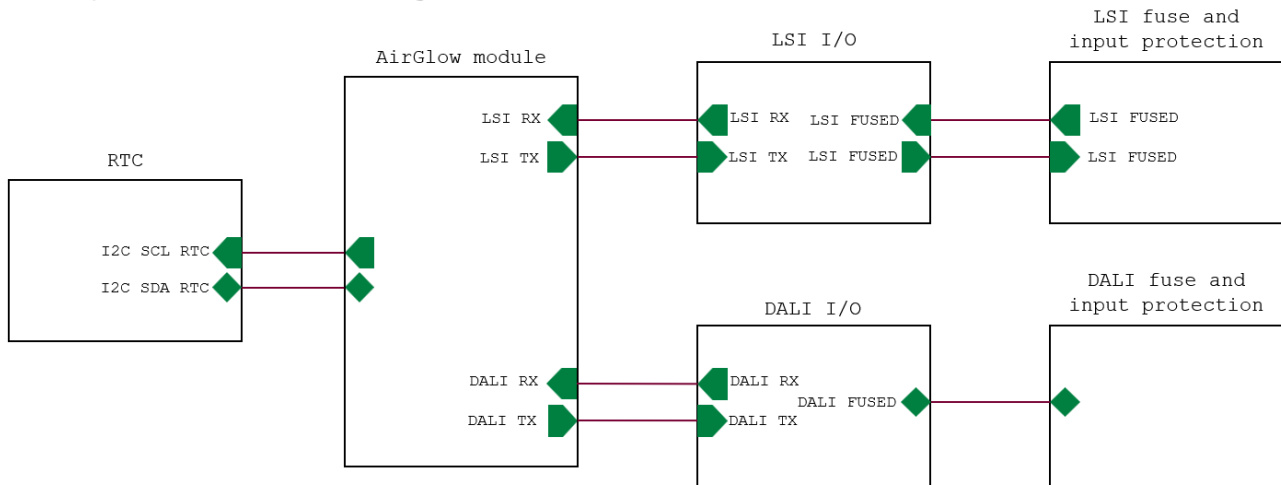 LSI fuse and
input protection
LSI I/O
AirGlow module
LSI RX
LSI RX
LSI FUSED
LSI FUSED
LSI TX
LSI TX
LSI FUSED
LSI FUSED
RTC
I2C SCL RTC
I2C SDA RTC
DALI fuse and
input protection
DALI I/O
DALI RX
DALI RX
DALI FUSED
DALI TX
DALI TX